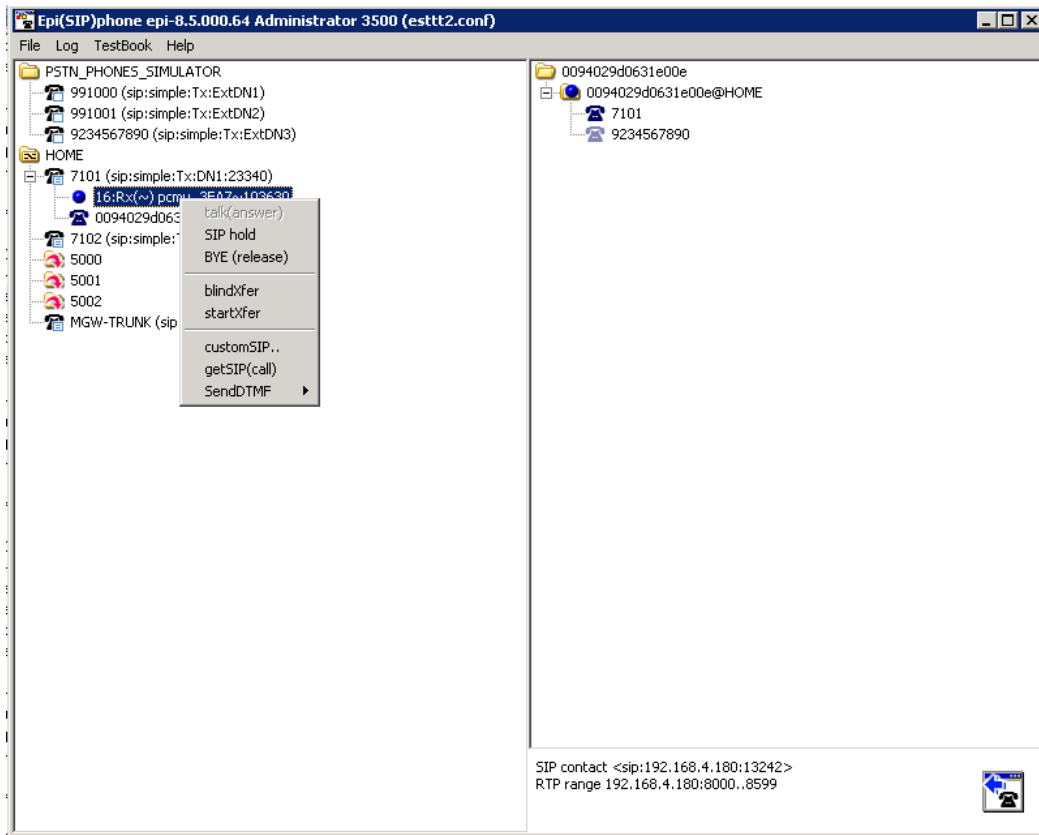 Epi(SIP)phone epi-8.5.000.64 Administrator 3500 (esttt2.conf)
File Log TestBook Help
PSTN_PHONES_SIMULATOR
991000 (sip:simple:Tx:ExtDN1)
991001 (sip:simple:Tx:ExtDN2)
9234567890 (sip:simple:Tx:ExtDN3)
HOME
7101 (sip:simple:Tx:DN1:23340)
16:Rx(~)
0094029d063
7102 (sip:simple:
5000
5001
5002
MGW-TRUNK (sip
talk(answer)
SIP hold
BYE (release)
blindXfer
startXfer
customSIP..
getSIP(call)
SendDTMF
0094029d0631e00e
0094029d0631e00e@HOME
7101
9234567890
SIP contact <sip:192.168.4.180:13242>
RTP range 192.168.4.180:8000..8599